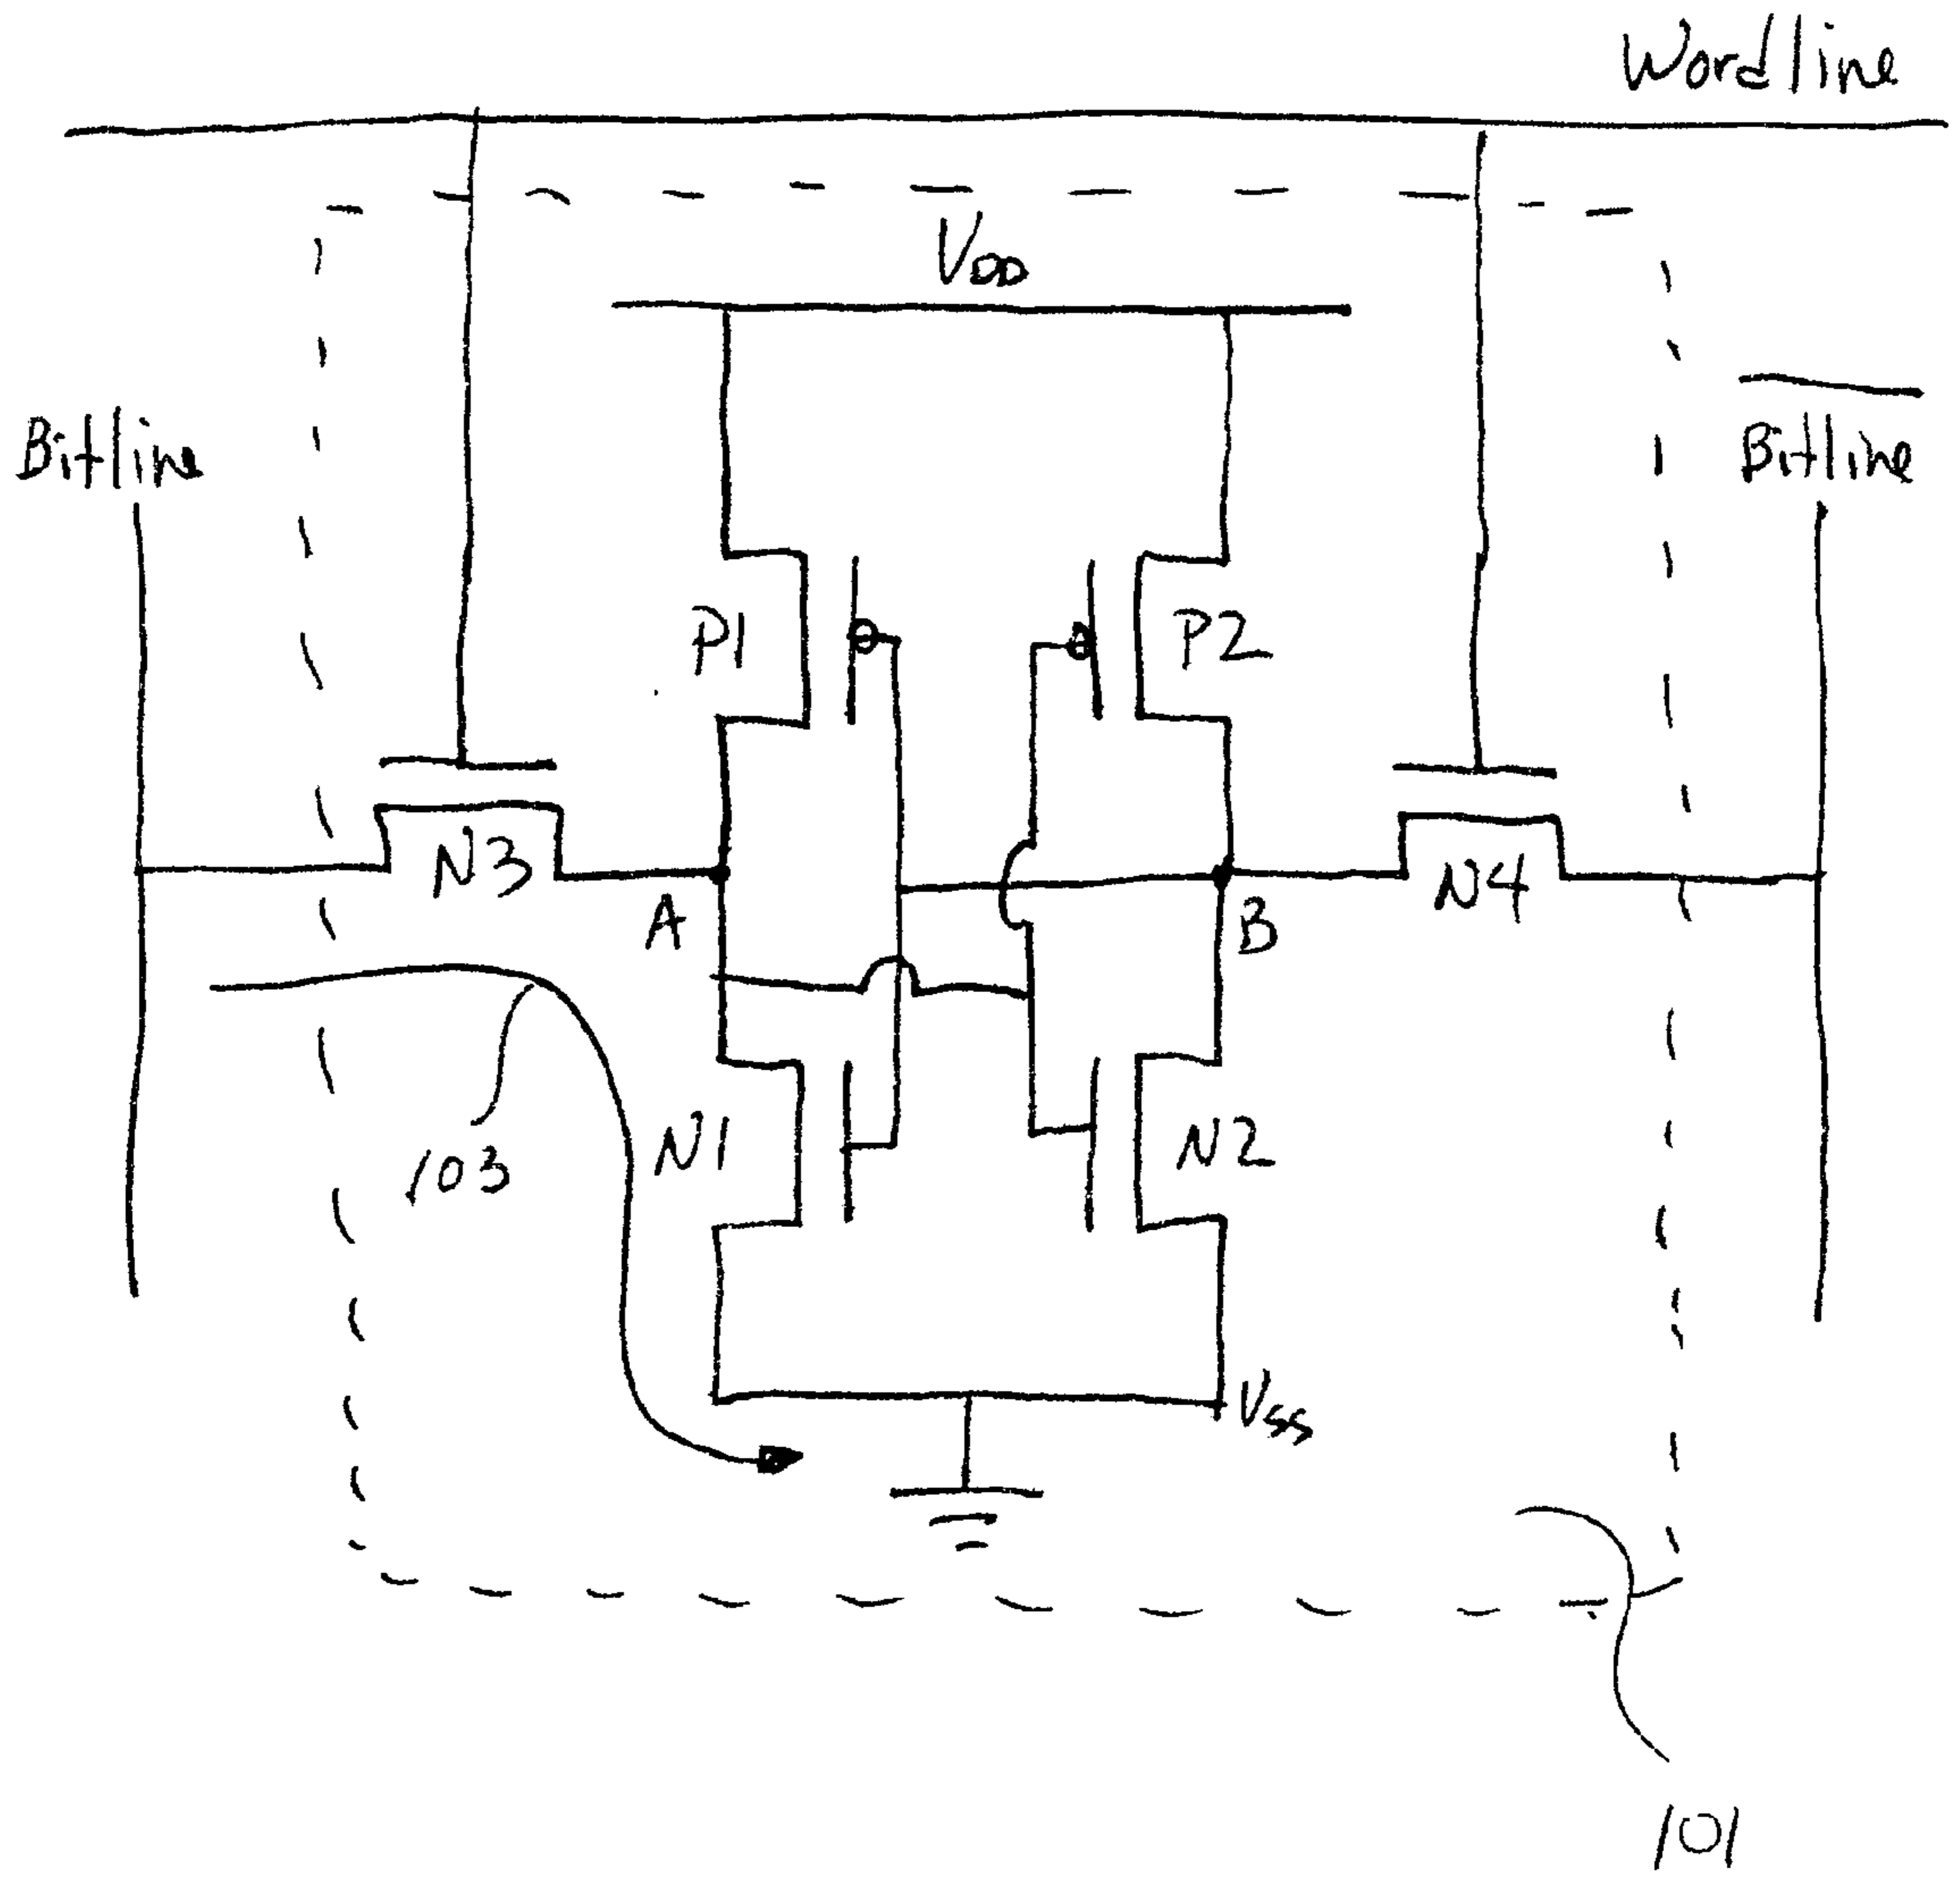 Wordline
VDD
Bitline
Bitline
P1
P2
N3
N4
A
B
N1
N2
103
VSS
101